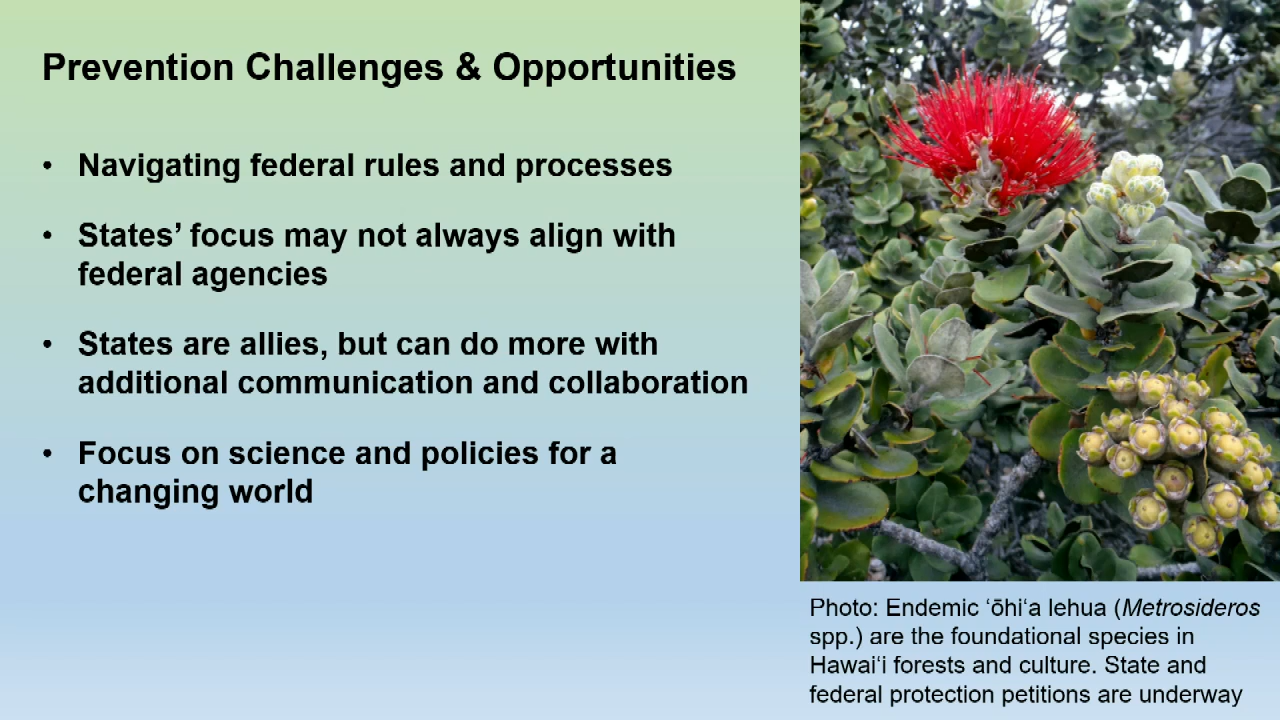 Prevention Challenges & Opportunities
• Navigating federal rules and processes
• States’ focus may not always align with
federal agencies
• States are allies, but can do more with
additional communication and collaboration
• Focus on science and policies for a
changing world
Photo: Endemic ʻōhiʻa lehua (Metrosideros
spp.) are the foundational species in
Hawaiʻi forests and culture. State and
federal protection petitions are underway